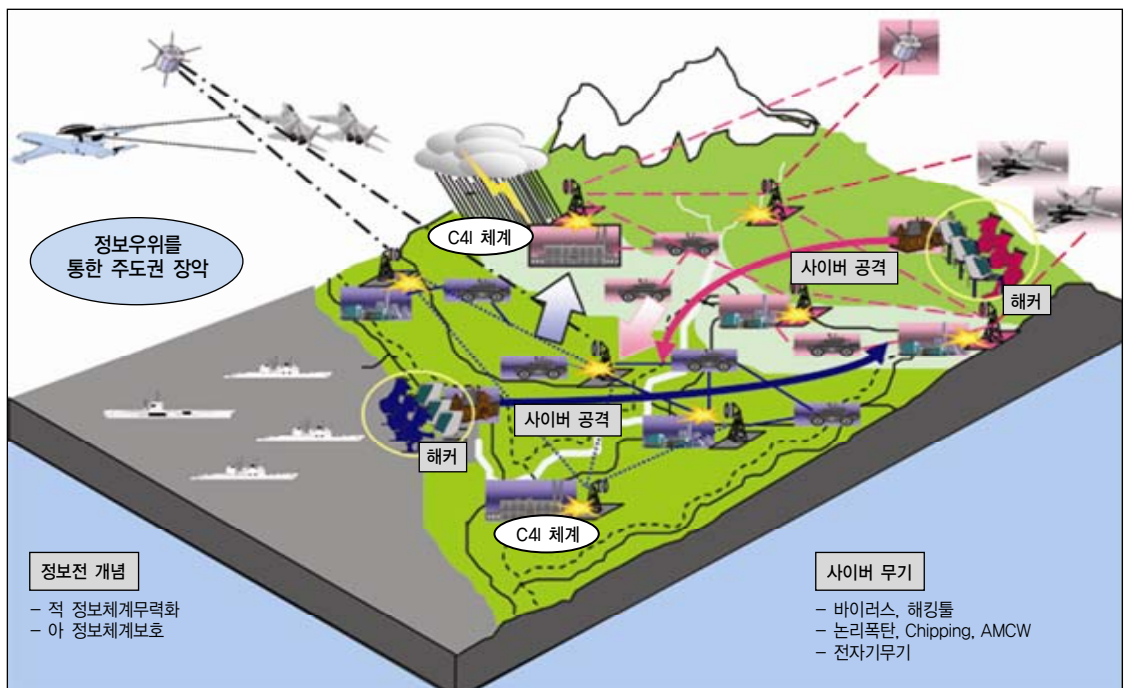 정보우위를
통한 주도권 장악
C4I 체계
사이버 공격
해커
사이버 공격
해커
C4I 체계
정보전 개념
– 적 정보체계무력화
– 아 정보체계보호
사이버 무기
– 바이러스, 해킹툴
– 논리폭탄, Chipping, AMCW
– 전자기무기